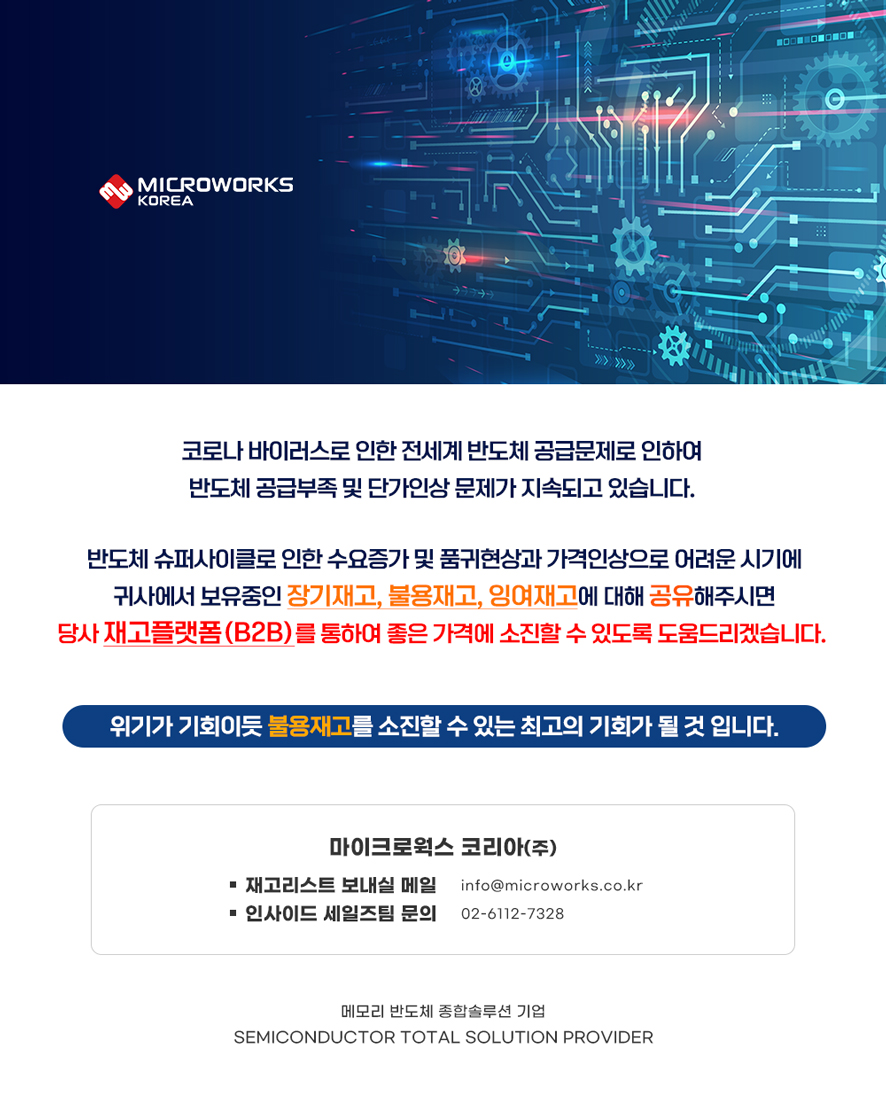 MICROWORKS
KOREA
코로나 바이러스로 인한 전세계 반도체 공급문제로 인하여
반도체 공급부족 및 단가인상 문제가 지속되고 있습니다.
반도체 슈퍼사이클로 인한 수요증가 및 품귀현상과 가격인상으로 어려운 시기에
귀사에서 보유중인 장기재고, 불용재고, 잉여재고에 대해 공유해주시면
당사 재고플랫폼(B2B)를 통하여 좋은 가격에 소진할 수 있도록 도움드리겠습니다.
위기가 기회이듯 불용재고를 소진할 수 있는 최고의 기회가 될 것 입니다.
마이크로웍스 코리아(주)
▪ 재고리스트 보내실 메일 info@microworks.co.kr
▪ 인사이드 세일즈팀 문의 02-6112-7328
메모리 반도체 종합솔루션 기업
SEMICONDUCTOR TOTAL SOLUTION PROVIDER